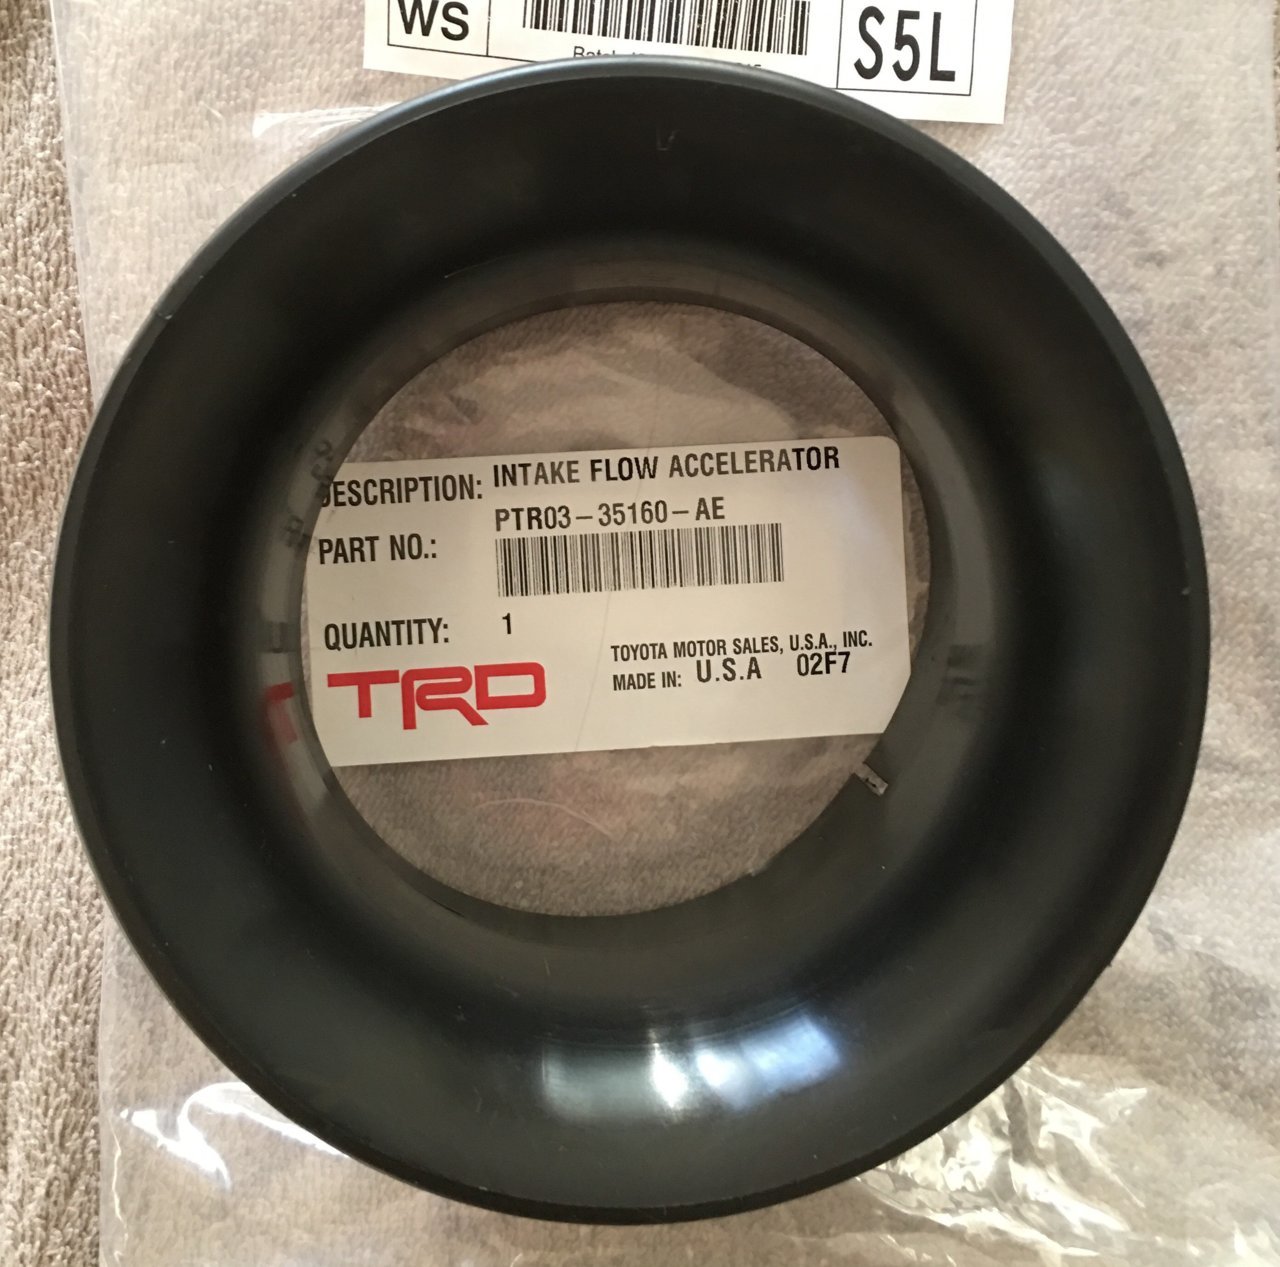 WS
S5L
DESCRIPTION: INTAKE FLOW ACCELERATOR
PART NO.: PTR03-35160-AE
QUANTITY: 1
TRD
TOYOTA MOTOR SALES, U.S.A., INC.
MADE IN: U.S.A 02F7